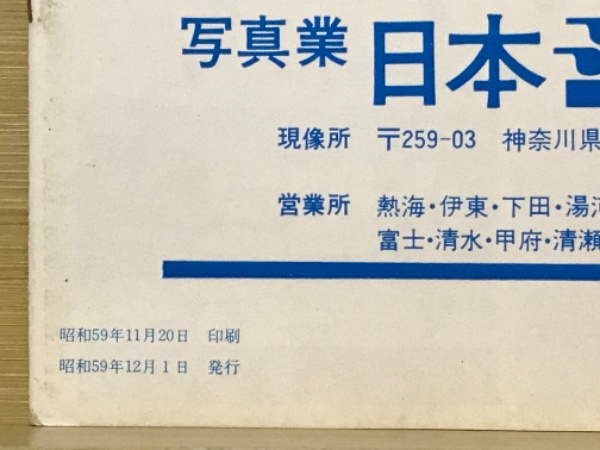 写真業 日本
現像所 〒259-03 神奈川県
営業所 熱海・伊東・下田・湯河
富士・清水・甲府・清瀬
昭和59年11月20日 印刷
昭和59年12月1日 発行